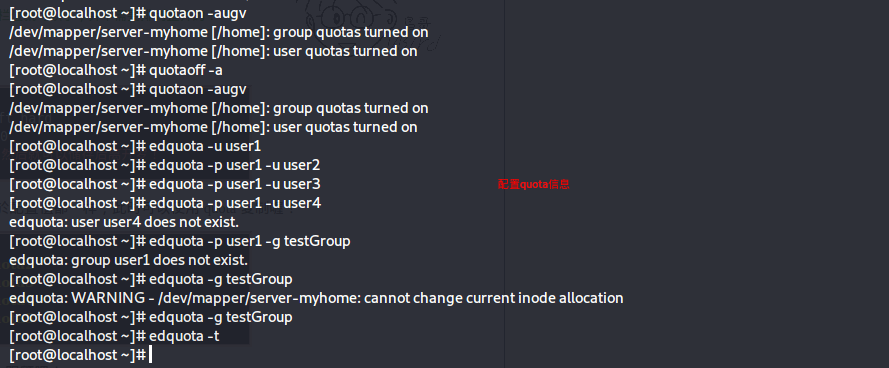 [root@localhost ~]# quotaon -augv
/dev/mapper/server-myhome [/home]: group quotas turned on
/dev/mapper/server-myhome [/home]: user quotas turned on
[root@localhost ~]# quotaoff -a
[root@localhost ~]# quotaon -augv
/dev/mapper/server-myhome [/home]: group quotas turned on
/dev/mapper/server-myhome [/home]: user quotas turned on
[root@localhost ~]# edquota -u user1
[root@localhost ~]# edquota -p user1 -u user2
[root@localhost ~]# edquota -p user1 -u user3
配置quota信息
[root@localhost ~]# edquota -p user1 -u user4
edquota: user user4 does not exist.
[root@localhost ~]# edquota -p user1 -g testGroup
edquota: group user1 does not exist.
[root@localhost ~]# edquota -g testGroup
edquota: WARNING - /dev/mapper/server-myhome: cannot change current inode allocation
[root@localhost ~]# edquota -g testGroup
[root@localhost ~]# edquota -t
[root@localhost ~]#